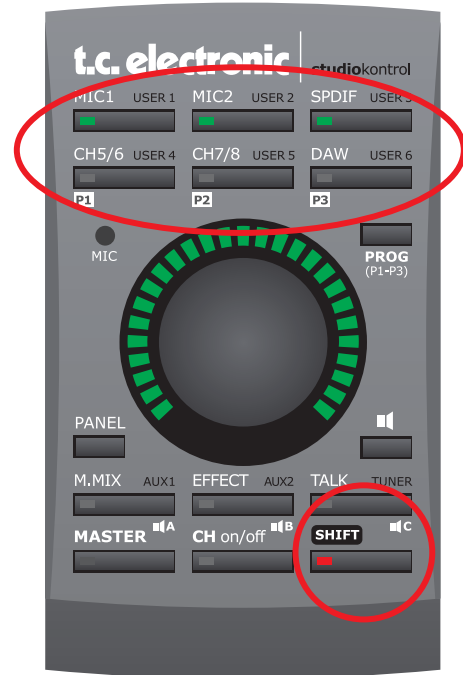 t.c. electronic studiokontrol
MIC1 USER 1 MIC2 USER 2 SPDIF USER 3
CH5/6 USER 4 CH7/8 USER 5 DAW USER 6
P1 P2 P3
MIC PROG
(P1-P3)
PANEL
M.MIX AUX1 EFFECT AUX2 TALK TUNER
MASTER A CH on/off B SHIFT C